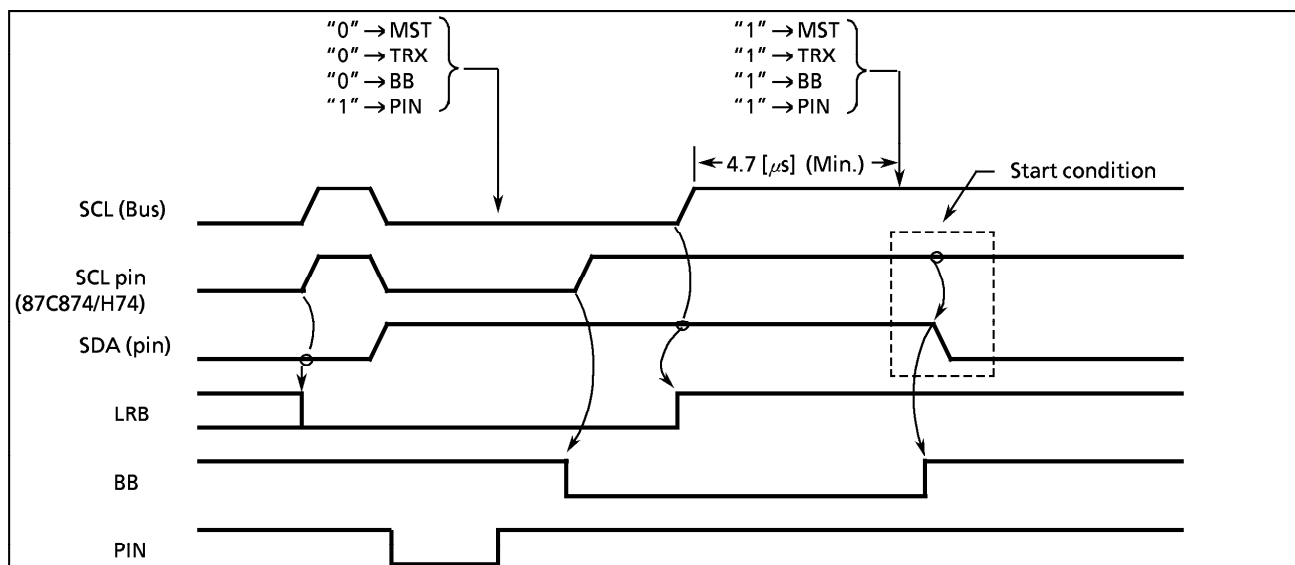 “0” → MST
“0” → TRX
“0” → BB
“1” → PIN
“1” → MST
“1” → TRX
“1” → BB
“1” → PIN
4.7 [μs] (Min.)
Start condition
SCL (Bus)
SCL pin
(87C874/H74)
SDA (pin)
LRB
BB
PIN